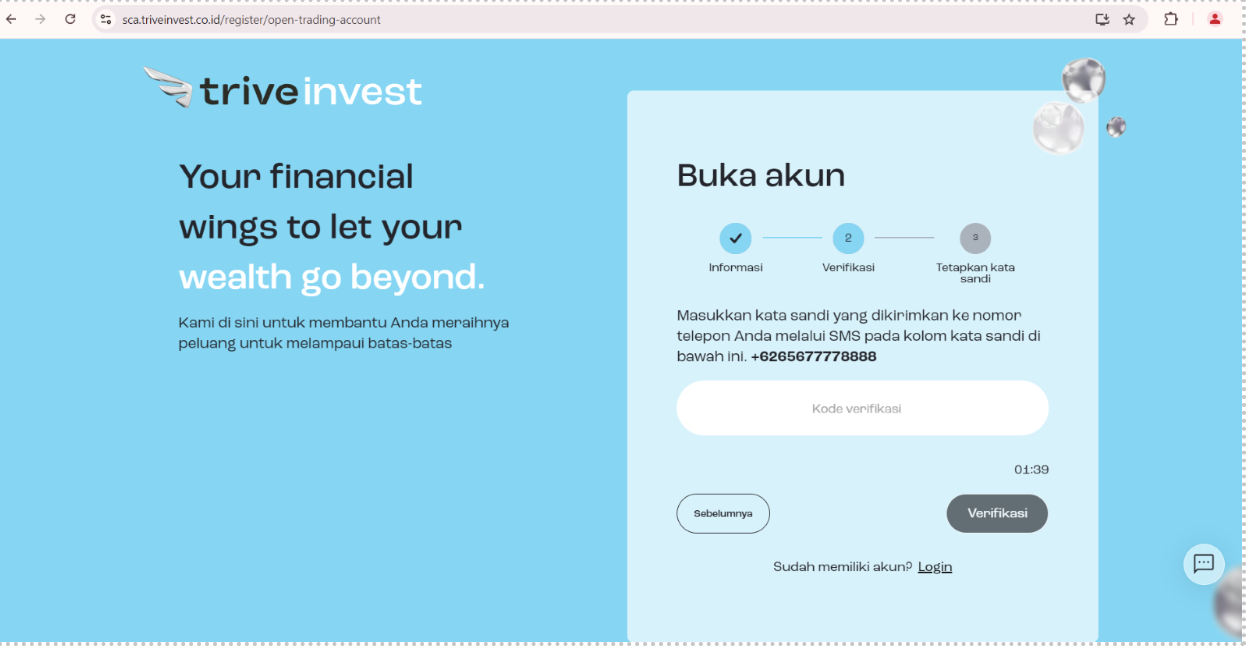 sca.triveinvest.co.id/register/open-trading-account
triveinvest
Your financial
wings to let your
wealth go beyond.
Kami di sini untuk membantu Anda meraihnya
peluang untuk melampaui batas-batas
Buka akun
2
3
Informasi
Verifikasi
Tetapkan kata
sandi
Masukkan kata sandi yang dikirimkan ke nomor
telepon Anda melalui SMS pada kolom kata sandi di
bawah ini. +6265677778888
Kode verifikasi
01:39
Sebelumnya
Verifikasi
Sudah memiliki akun? Login